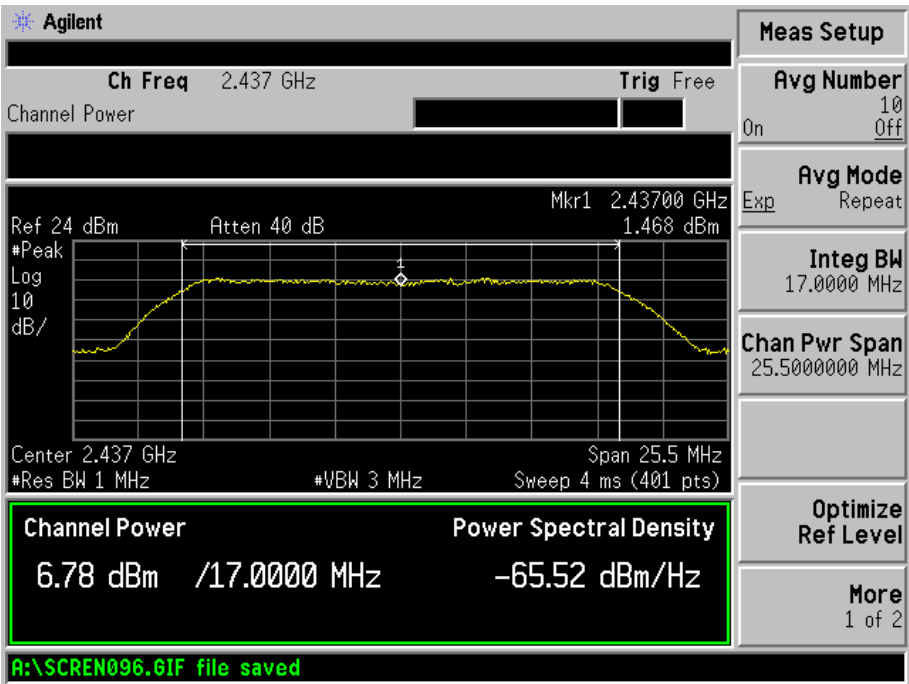 Agilent
Meas Setup
Ch Freq 2.437 GHz Trig Free
Channel Power
Avg Number
10
On Off
Avg Mode
Exp Repeat
Integ BW
17.0000 MHz
Chan Pwr Span
25.5000000 MHz
Optimize
Ref Level
More
1 of 2
Mkr1 2.43700 GHz
Ref 24 dBm Atten 40 dB 1.468 dBm
#Peak
Log
10
dB/
1
Center 2.437 GHz Span 25.5 MHz
#Res BW 1 MHz #VBW 3 MHz Sweep 4 ms (401 pts)
Channel Power Power Spectral Density
6.78 dBm /17.0000 MHz -65.52 dBm/Hz
A:\SCREN096.GIF file saved